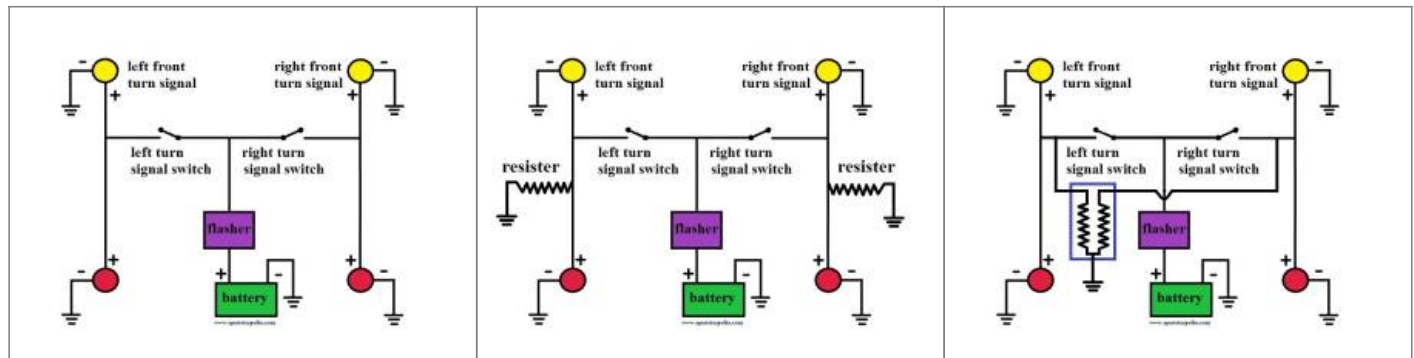 left front
turn signal
right front
turn signal
-
-
+
+
left turn
signal switch
right turn
signal switch
flasher
+
+
-
-
+
-
battery
left front
turn signal
right front
turn signal
-
-
+
+
left turn
signal switch
right turn
signal switch
resister
resister
flasher
+
+
-
-
+
-
battery
left front
turn signal
right front
turn signal
-
-
+
+
left turn
signal switch
right turn
signal switch
flasher
+
+
-
-
+
-
battery